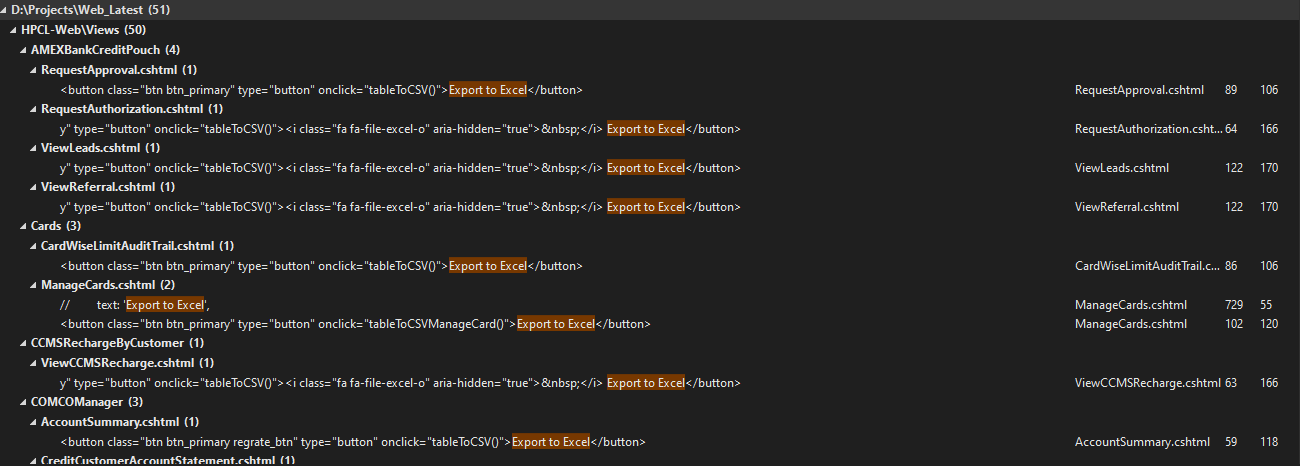 D:\Projects\Web_Latest (51)
HPCL-Web\Views (50)
AMEXBankCreditPouch (4)
RequestApproval.cshtml (1)
<button class="btn btn_primary" type="button" onclick="tableToCSV()">Export to Excel</button> RequestApproval.cshtml 89 106
RequestAuthorization.cshtml (1)
y" type="button" onclick="tableToCSV()"><i class="fa fa-file-excel-o" aria-hidden="true">&nbsp;</i> Export to Excel</button> RequestAuthorization.csht... 64 166
ViewLeads.cshtml (1)
y" type="button" onclick="tableToCSV()"><i class="fa fa-file-excel-o" aria-hidden="true">&nbsp;</i> Export to Excel</button> ViewLeads.cshtml 122 170
ViewReferral.cshtml (1)
y" type="button" onclick="tableToCSV()"><i class="fa fa-file-excel-o" aria-hidden="true">&nbsp;</i> Export to Excel</button> ViewReferral.cshtml 122 170
Cards (3)
CardWiseLimitAuditTrail.cshtml (1)
<button class="btn btn_primary" type="button" onclick="tableToCSV()">Export to Excel</button> CardWiseLimitAuditTrail.c... 86 106
ManageCards.cshtml (2)
// text: 'Export to Excel', ManageCards.cshtml 729 55
<button class="btn btn_primary" type="button" onclick="tableToCSVManageCard()">Export to Excel</button> ManageCards.cshtml 102 120
CCMSRechargeByCustomer (1)
ViewCCMSRecharge.cshtml (1)
y" type="button" onclick="tableToCSV()"><i class="fa fa-file-excel-o" aria-hidden="true">&nbsp;</i> Export to Excel</button> ViewCCMSRecharge.cshtml 63 166
COMCOManager (3)
AccountSummary.cshtml (1)
<button class="btn btn_primary regrate_btn" type="button" onclick="tableToCSV()">Export to Excel</button> AccountSummary.cshtml 59 118
CreditCustomerAccountStatement.cshtml (1)